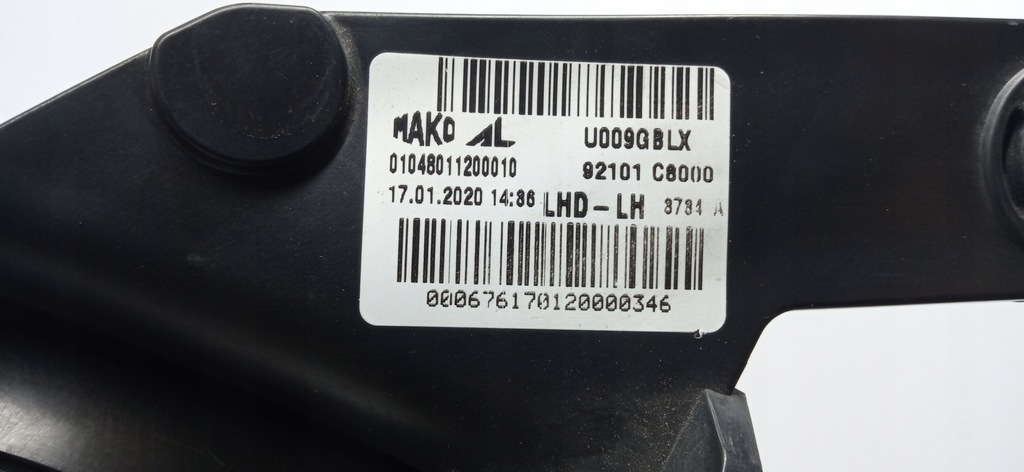 MAKO AL U009GBLX
01048011200010 92101 C8000
17.01.2020 14:36 LHD-LH 3734 A
000676170120000346